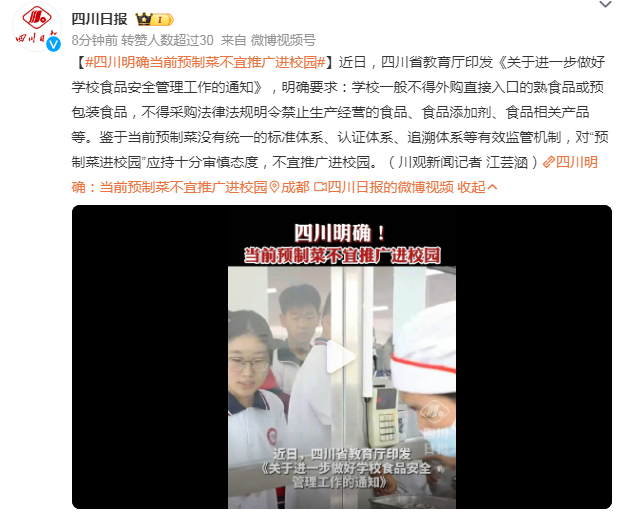 四川日报
8分钟前 转赞人数超过30 来自 微博视频号
【#四川明确当前预制菜不宜推广进校园#】近日，四川省教育厅印发《关于进一步做好
学校食品安全管理工作的通知》，明确要求：学校一般不得外购直接入口的熟食品或预
包装食品，不得采购法律法规明令禁止生产经营的食品、食品添加剂、食品相关产品
等。鉴于当前预制菜没有统一的标准体系、认证体系、追溯体系等有效监管机制，对“预
制菜进校园”应持十分审慎态度，不宜推广进校园。（川观新闻记者 江芸涵）四川明
确：当前预制菜不宜推广进校园 成都 四川日报的微博视频 收起
四川明确！
当前预制菜不宜推广进校园
四川
日报
近日，四川省教育厅印发
《关于进一步做好学校食品安全
管理工作的通知》